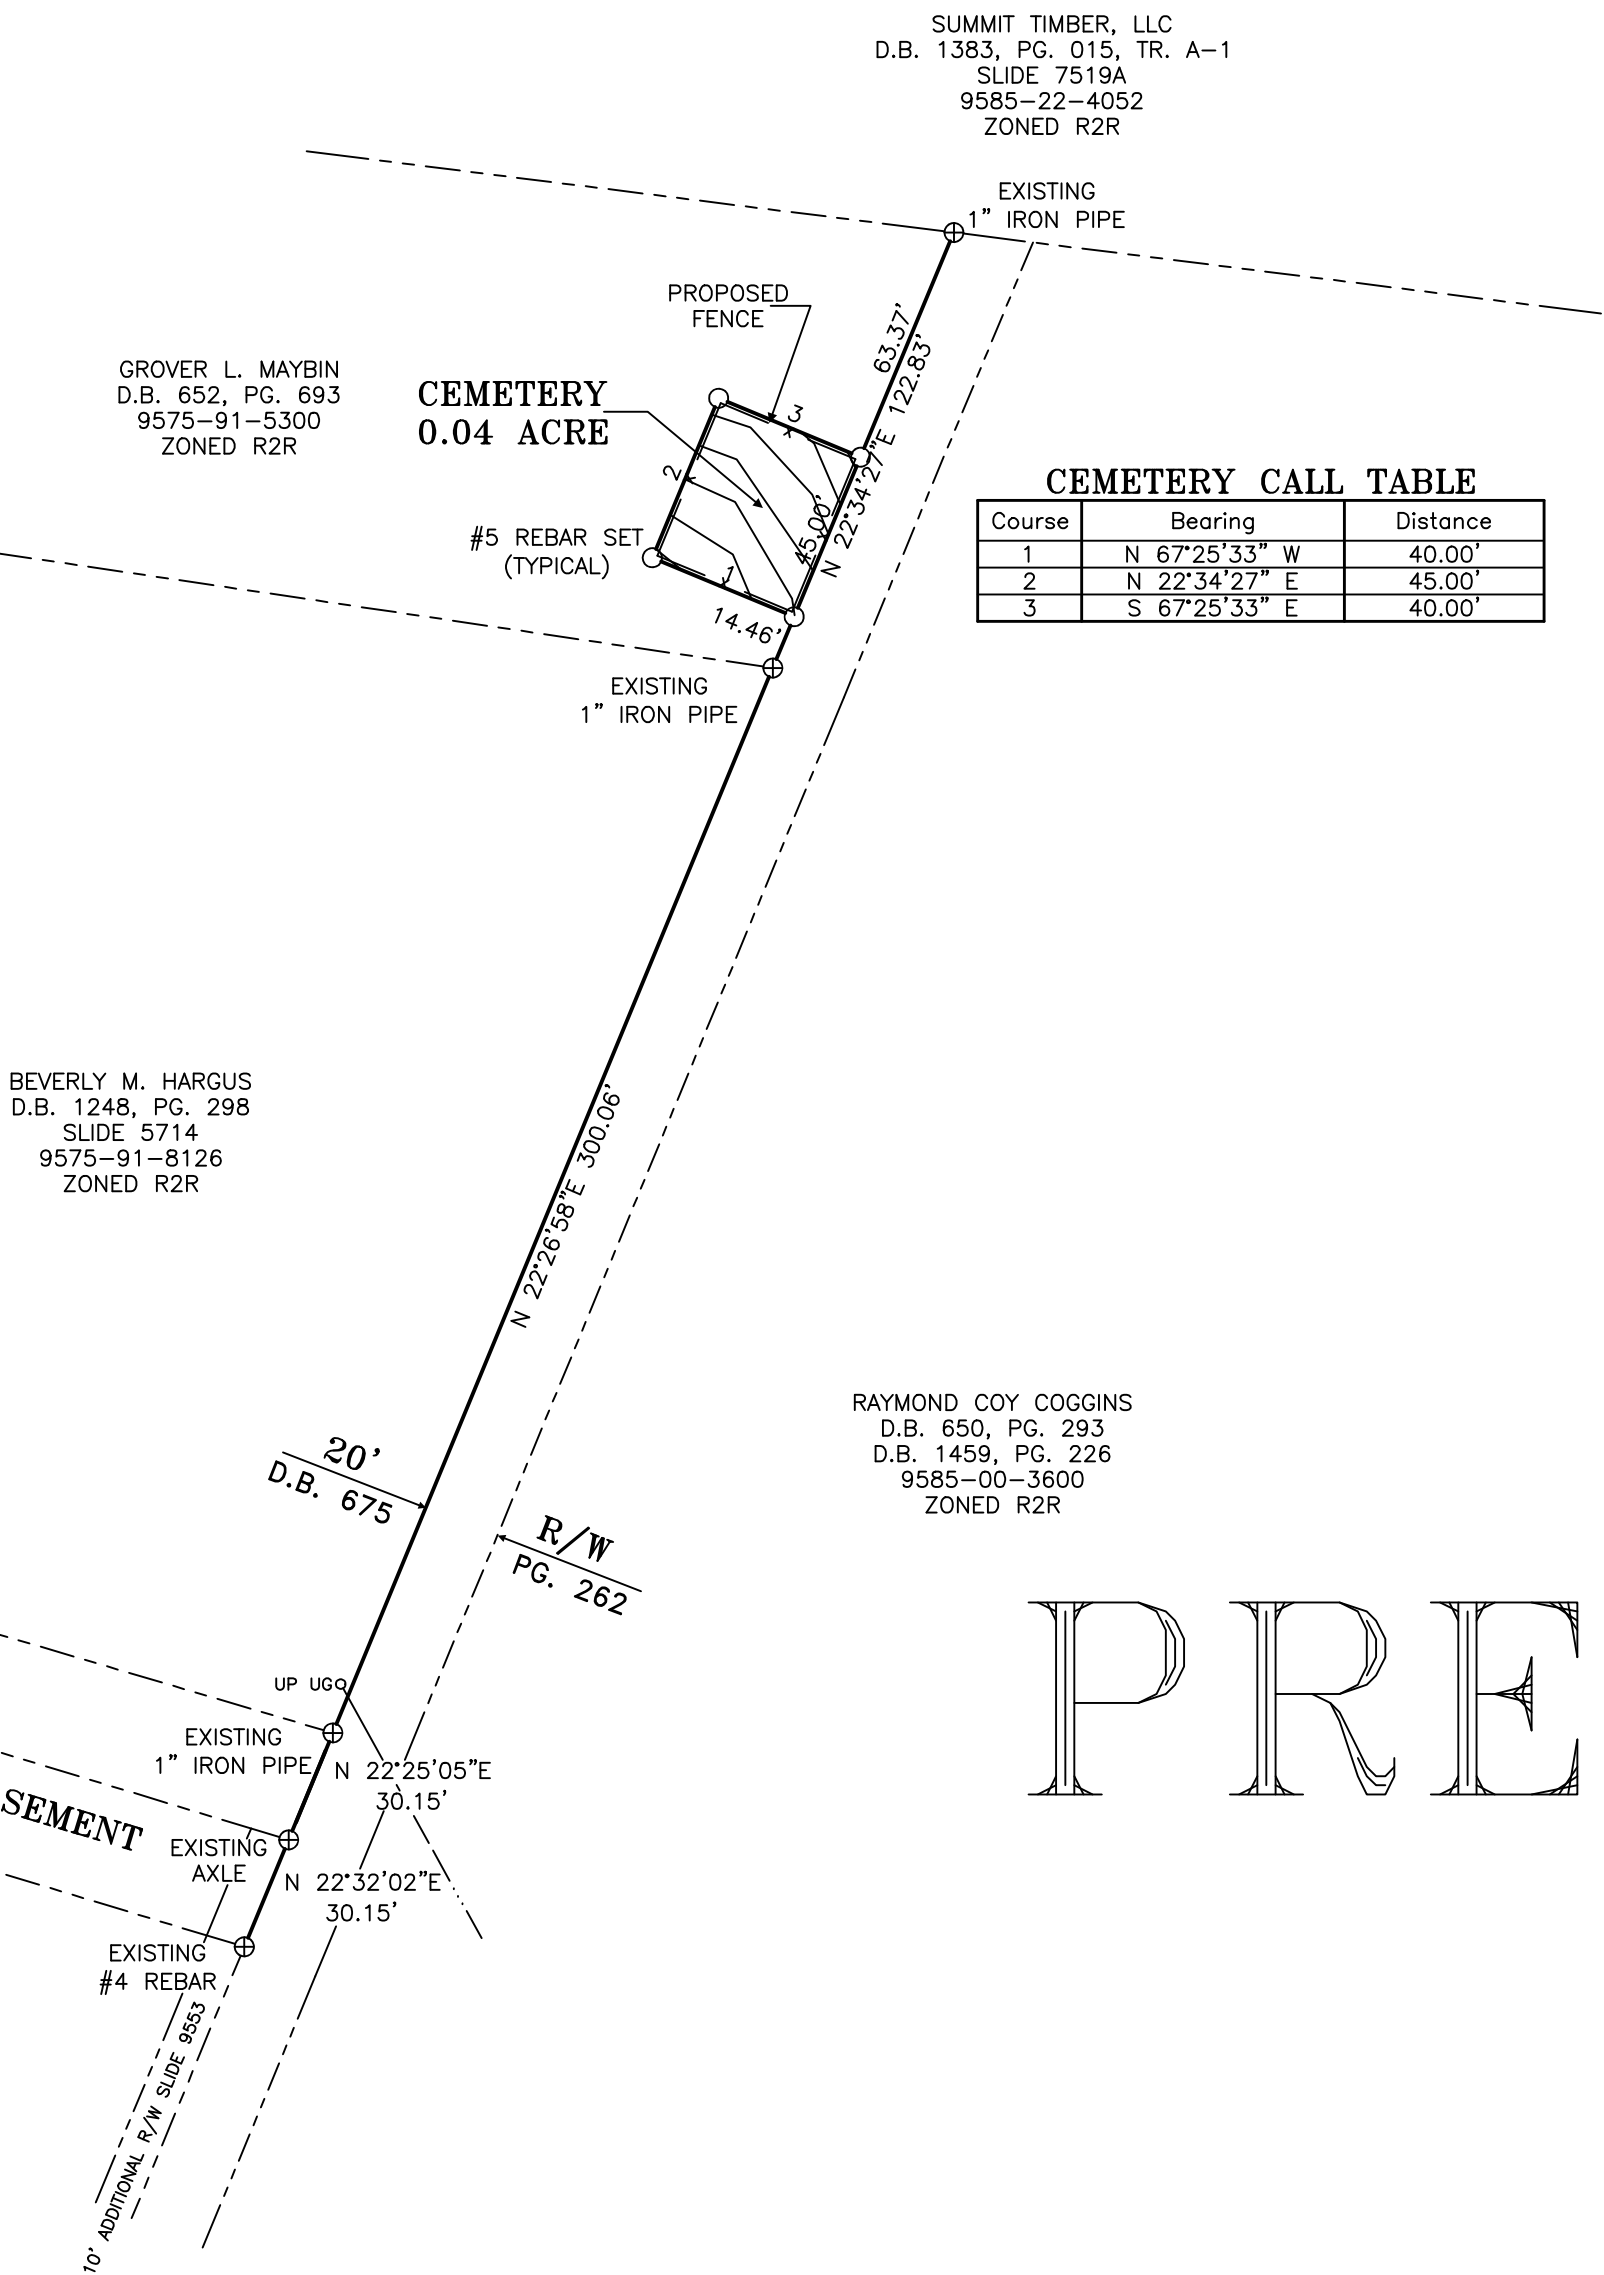 SUMMIT TIMBER, LLC
D.B. 1383, PG. 015, TR. A-1
SLIDE 7519A
9585-22-4052
ZONED R2R
EXISTING
1" IRON PIPE
PROPOSED
FENCE
63.37'
N 22°34'27"E 122.83'
GROVER L. MAYBIN
D.B. 652, PG. 693
9575-91-5300
ZONED R2R
CEMETERY
0.04 ACRE
3
2
45.00'
1
#5 REBAR SET
(TYPICAL)
14.46'
CEMETERY CALL TABLE
Course Bearing Distance
1 N 67°25'33" W 40.00'
2 N 22°34'27" E 45.00'
3 S 67°25'33" E 40.00'
EXISTING
1" IRON PIPE
BEVERLY M. HARGUS
D.B. 1248, PG. 298
SLIDE 5714
9575-91-8126
ZONED R2R
N 22°26'58"E 300.06'
RAYMOND COY COGGINS
D.B. 650, PG. 293
D.B. 1459, PG. 226
9585-00-3600
ZONED R2R
20'
D.B. 675
R/W
PG. 262
PRE
UP UG
EXISTING
1" IRON PIPE
N 22°25'05"E
30.15'
SEMENT
EXISTING
AXLE
N 22°32'02"E
30.15'
EXISTING
#4 REBAR
10' ADDITIONAL R/W SLIDE 9553